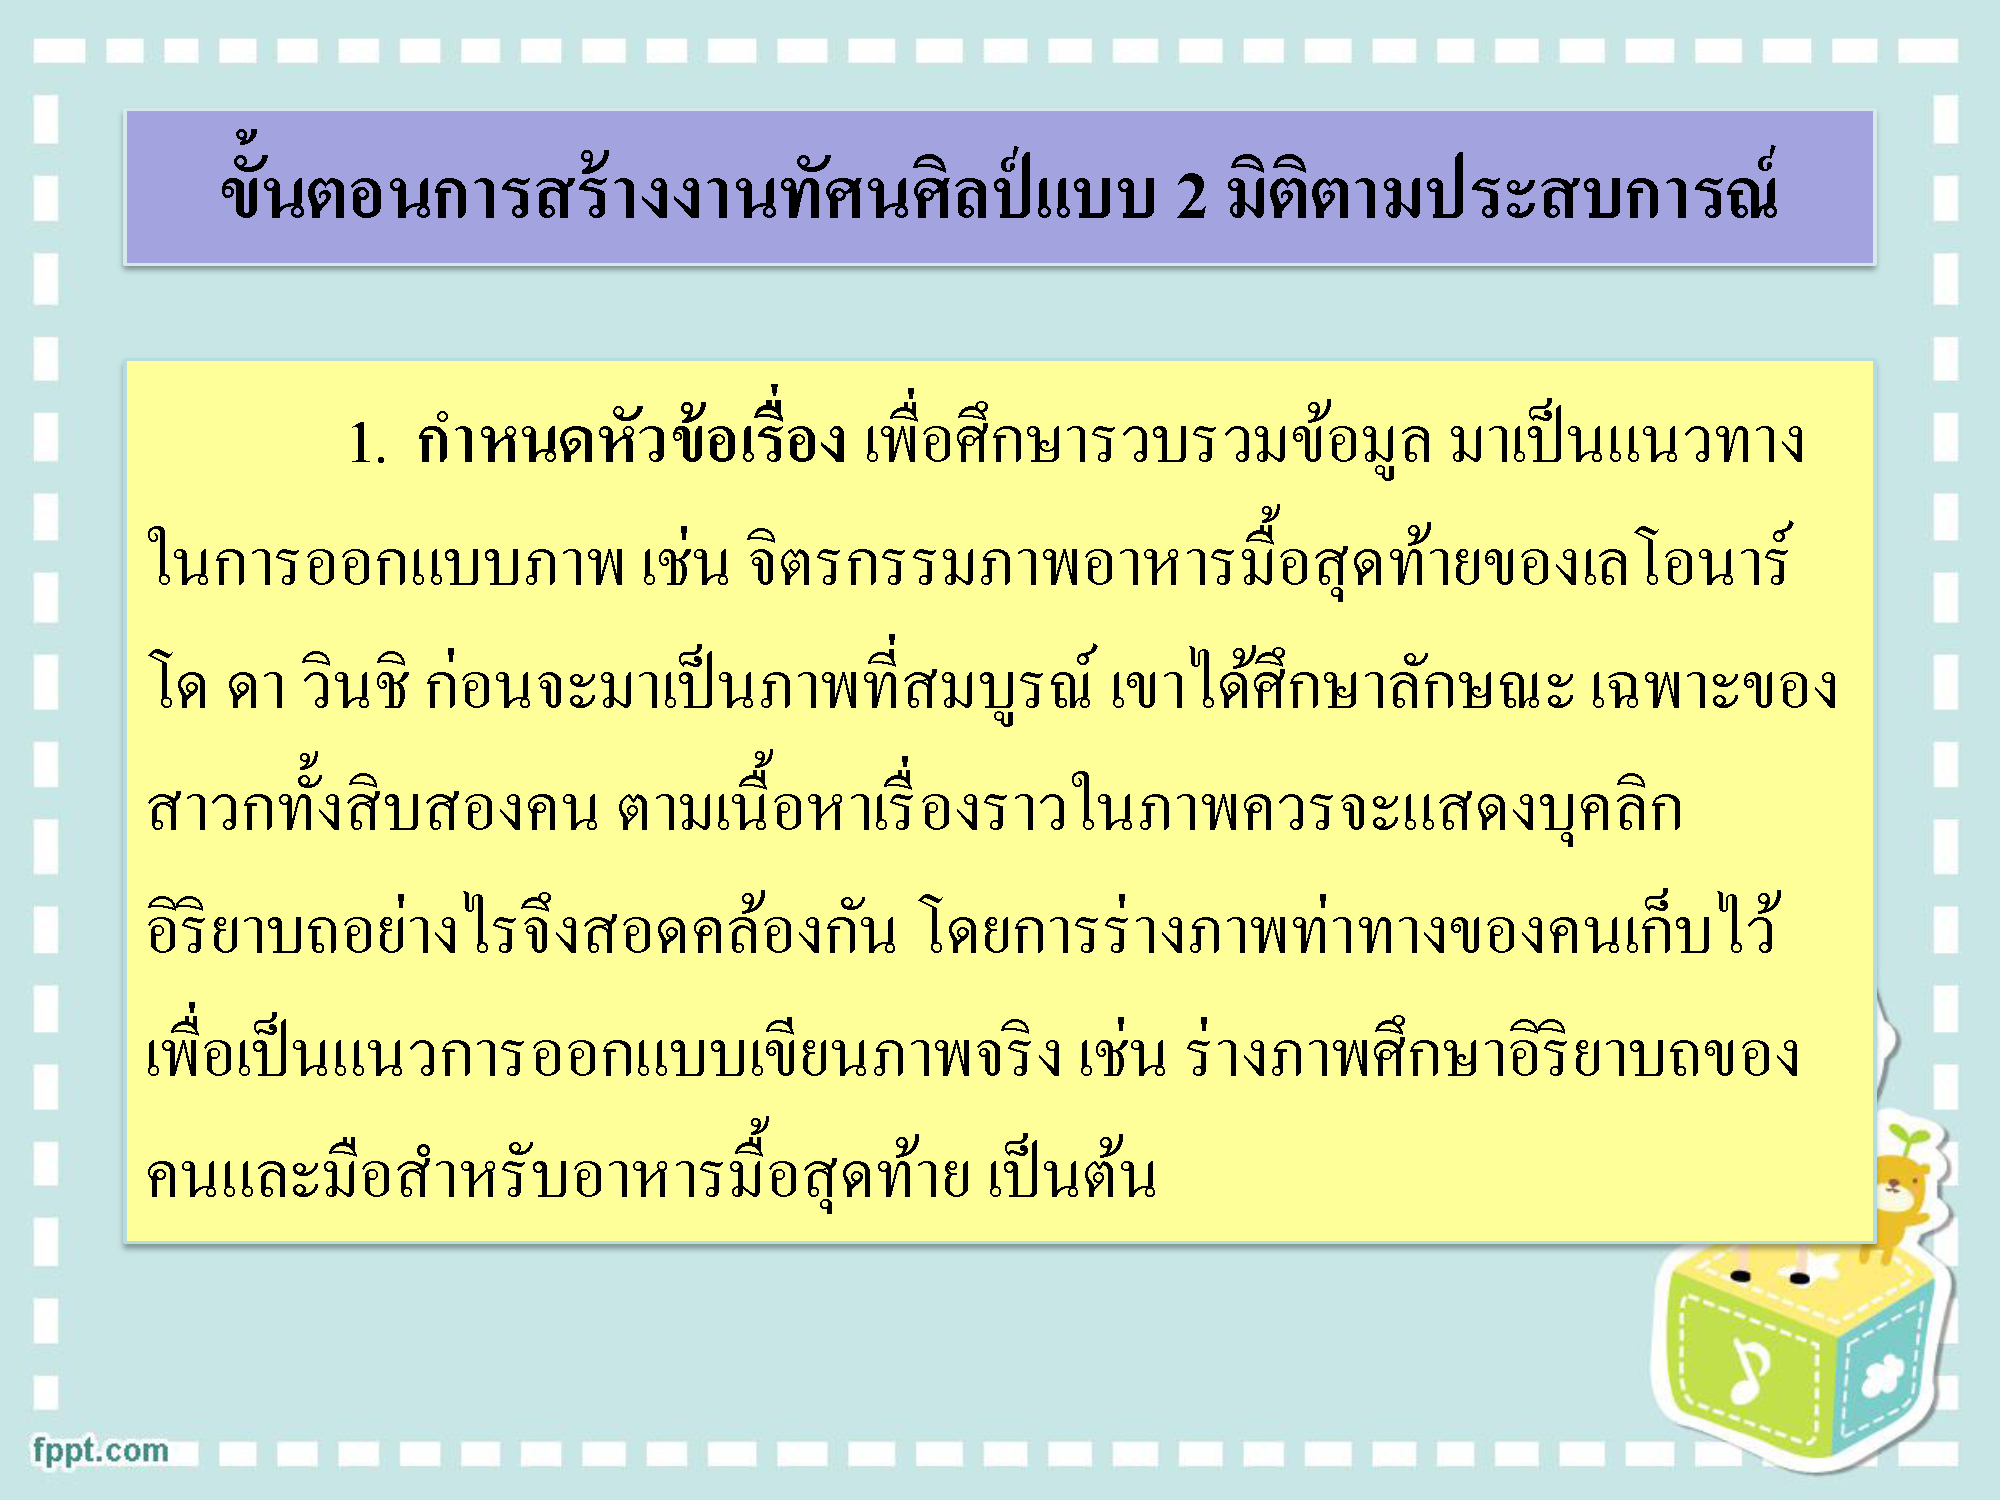 ขั้นตอนการสร้างงานทัศนศิลป์แบบ 2 มิติตามประสบการณ์
1. กำหนดหัวข้อเรื่อง เพื่อศึกษารวบรวมข้อมูล มาเป็นแนวทาง
ในการออกแบบภาพ เช่น จิตรกรรมภาพอาหารมื้อสุดท้ายของเลโอนาร์
โด ดา วินชิ ก่อนจะมาเป็นภาพที่สมบูรณ์ เขาได้ศึกษาลักษณะ เฉพาะของ
สาวกทั้งสิบสองคน ตามเนื้อหาเรื่องราวในภาพควรจะแสดงบุคลิก
อิริยาบถอย่างไรจึงสอดคล้องกัน โดยการร่างภาพท่าทางของคนเก็บไว้
เพื่อเป็นแนวการออกแบบเขียนภาพจริง เช่น ร่างภาพศึกษาอิริยาบถของ
คนและมือสำหรับอาหารมื้อสุดท้าย เป็นต้น
fppt.com